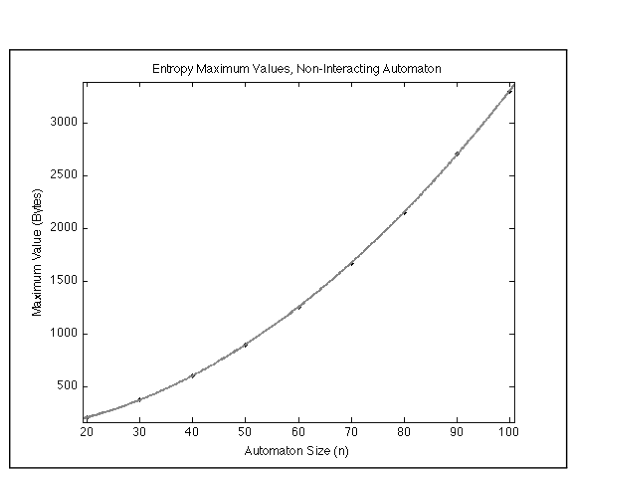 Entropy Maximum Values, Non-Interacting Automaton
Maximum Value (Bytes)
3000
2500
2000
1500
1000
500
20 30 40 50 60 70 80 90 100
Automaton Size (n)